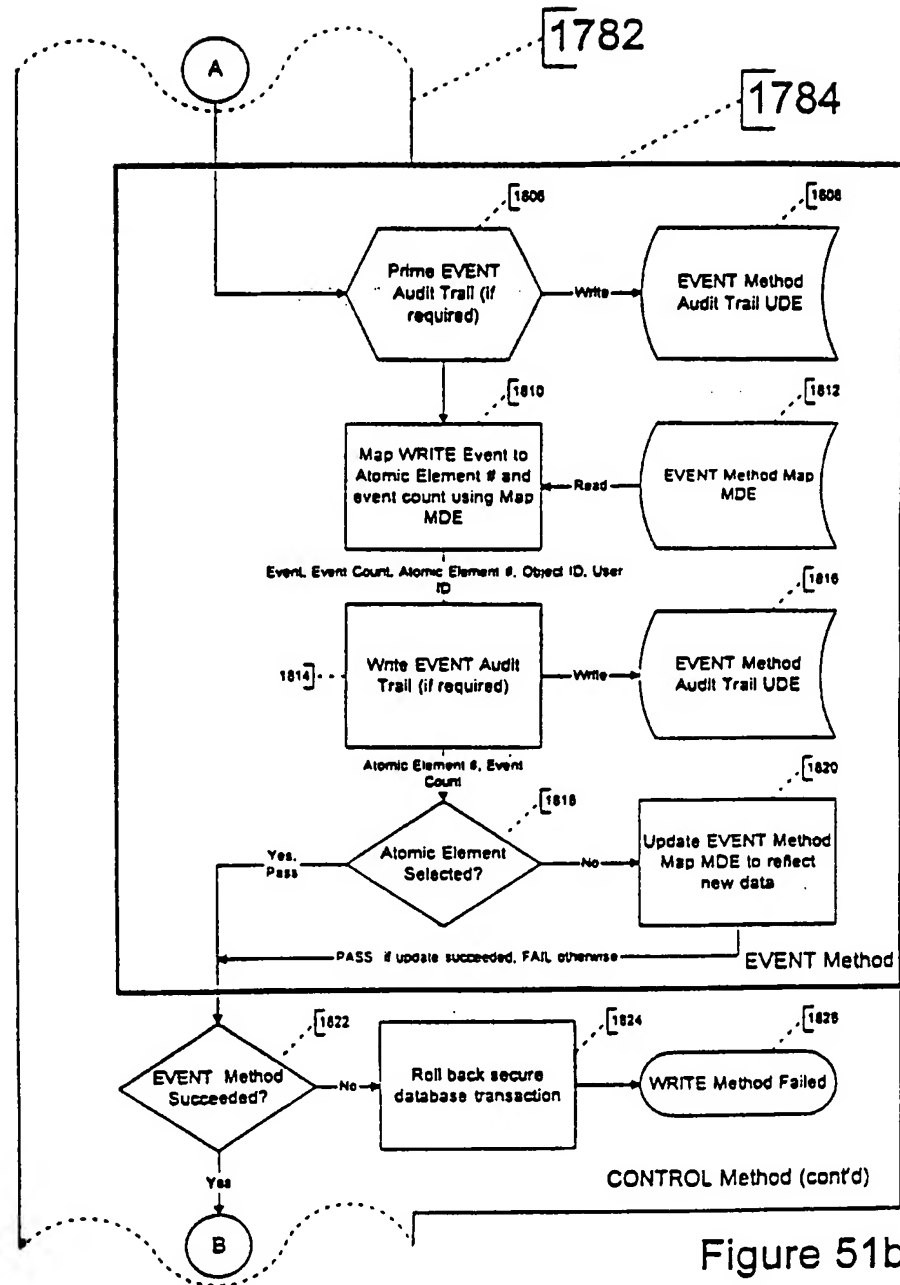 1782
A
1784
1806
1808
Prime EVENT
Audit Trail (if
required)
Write
EVENT Method
Audit Trail UDE
1810
1812
Map WRITE Event to
Atomic Element # and
event count using Map
MDE
Read
EVENT Method Map
MDE
Event, Event Count, Atomic Element #, Object ID, User
ID
1816
1814
Write EVENT Audit
Trail (if required)
Write
EVENT Method
Audit Trail UDE
Atomic Element #, Event
Count
1818
1820
Yes,
Pass
Atomic Element
Selected?
No
Update EVENT Method
Map MDE to reflect
new data
PASS if update succeeded, FAIL otherwise
EVENT Method
1822
1824
1826
EVENT Method
Succeeded?
No
Roll back secure
database transaction
WRITE Method Failed
Yes
CONTROL Method (cont'd)
B
Figure 51b